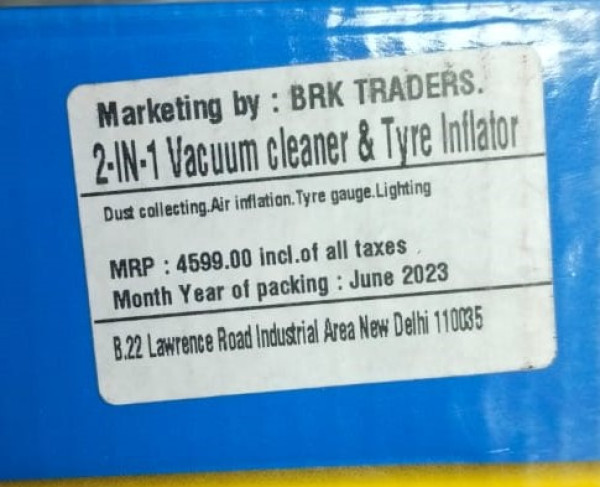 Marketing by : BRK TRADERS.
2-IN-1 Vacuum cleaner & Tyre Inflator
Dust collecting.Air inflation.Tyre gauge.Lighting
MRP : 4599.00 incl.of all taxes
Month Year of packing : June 2023
B.22 Lawrence Road Industrial Area New Delhi 110035